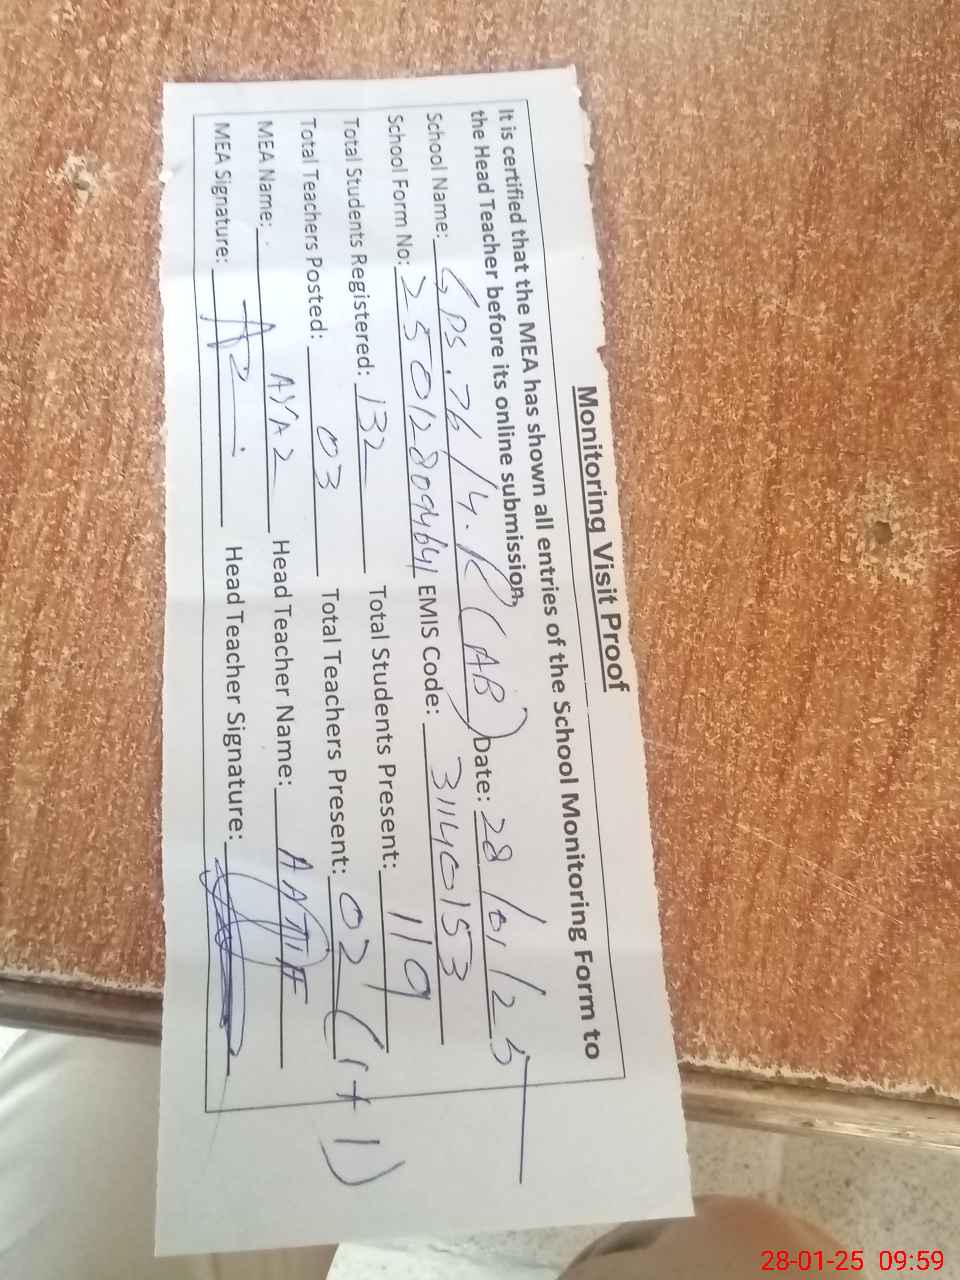 Monitoring Visit Proof
It is certified that the MEA has shown all entries of the School Monitoring Form to
the Head Teacher before its online submission.
School Name: GPS. 76/4.R (AB) Date: 28/01/25
School Form No: 25012809464 EMIS Code: 31140153
Total Students Registered: 132 Total Students Present: 119
Total Teachers Posted: 03 Total Teachers Present: 02 (1+1)
MEA Name: AYAZ Head Teacher Name: AATIF
MEA Signature: Head Teacher Signature:
28-01-25 09:59